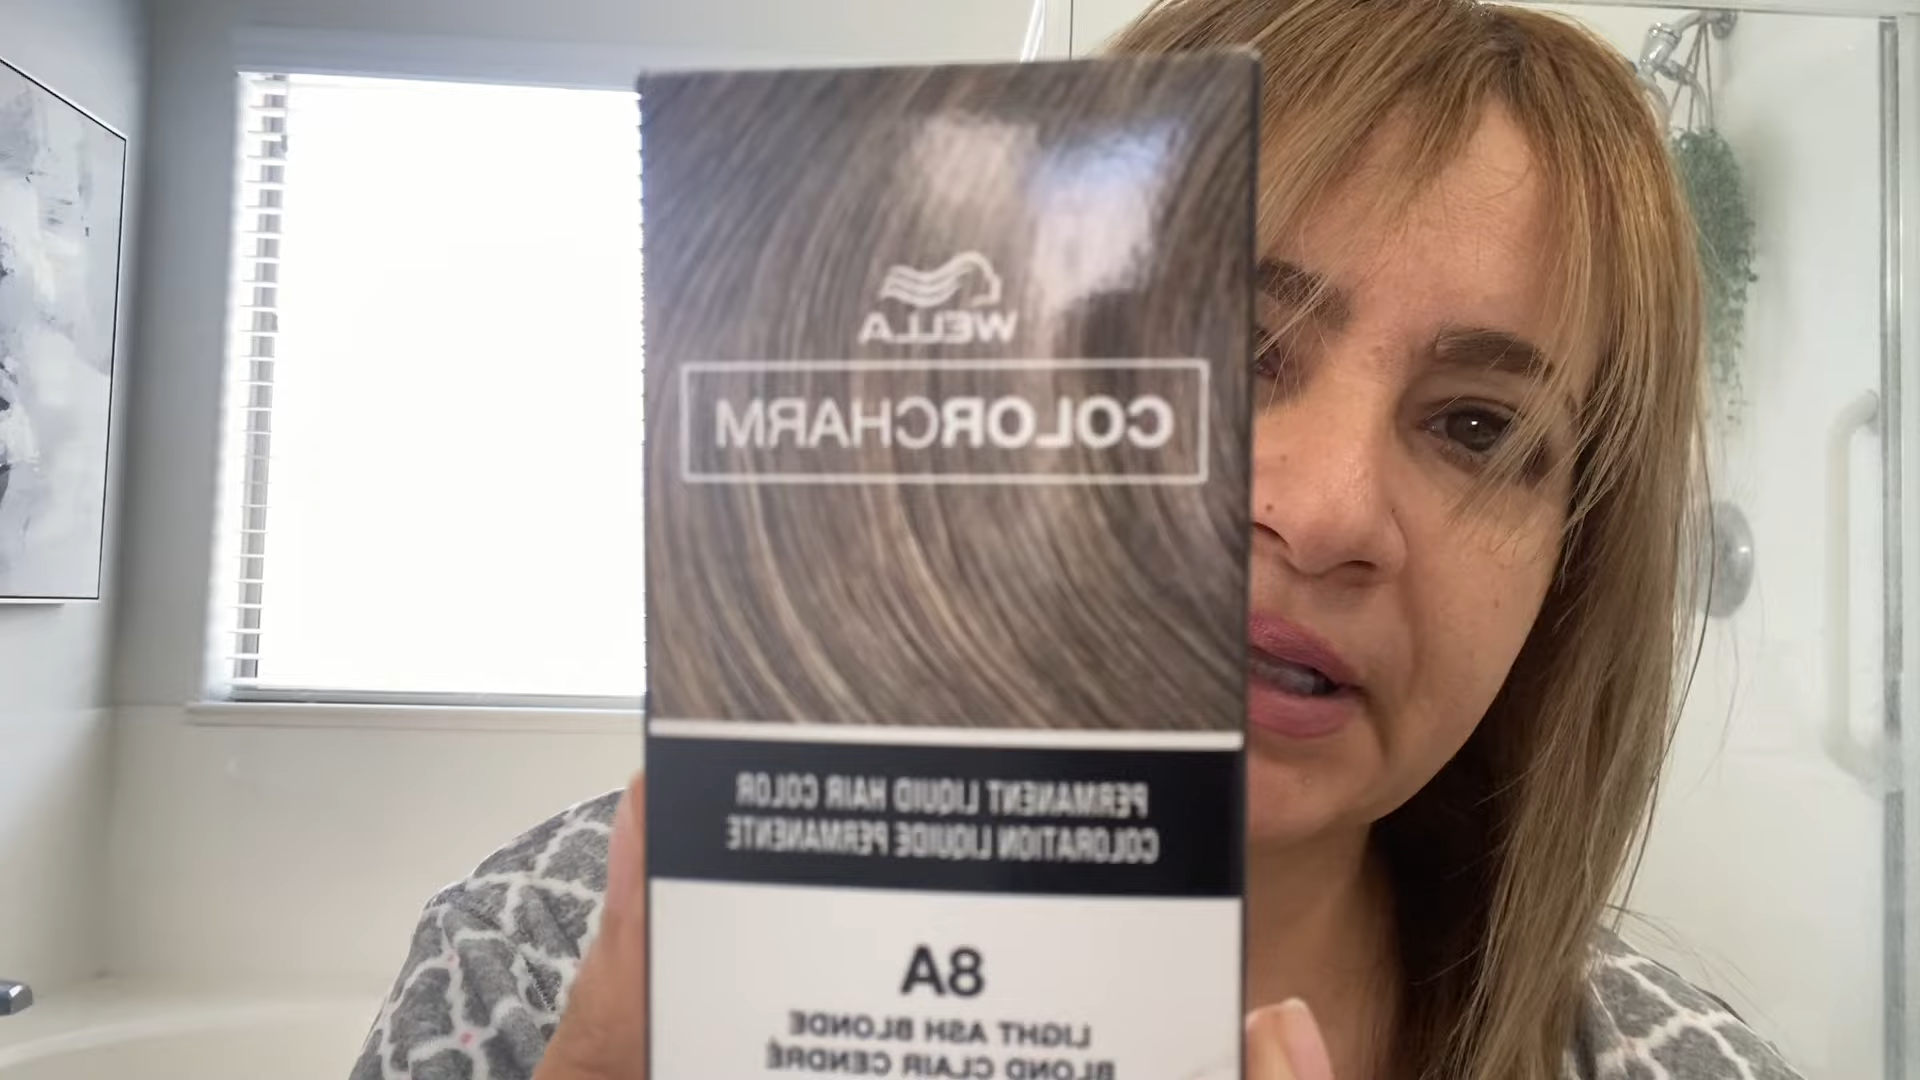 WELLA
COLORCHARM
PERMANENT LIQUID HAIR COLOR
COLORATION LIQUIDE PERMANENTE
8A
LIGHT ASH BLONDE
BLOND CLAIR CENDRÉ